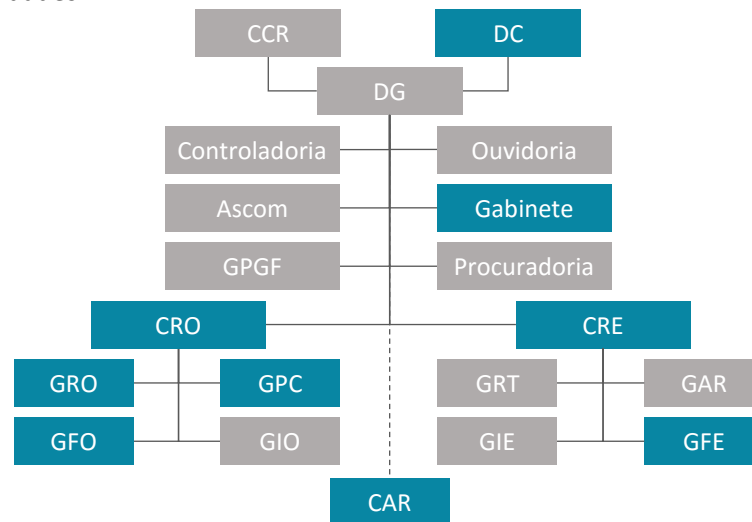 CCR
DC
DG
Controladoria
Ouvidoria
Ascom
Gabinete
GPGF
Procuradoria
CRO
CRE
GRO
GPC
GRT
GAR
GFO
GIO
GIE
GFE
CAR